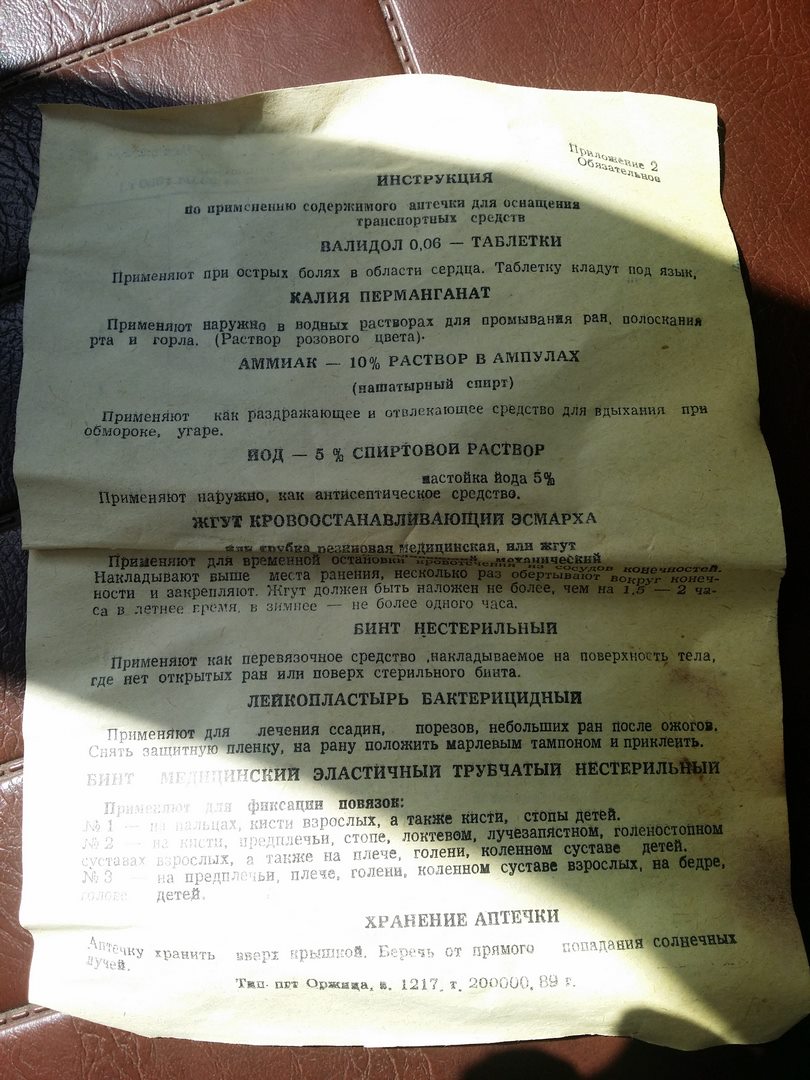 Приложение 2
Обязательное
ИНСТРУКЦИЯ
по применению содержимого аптечки для оснащения
транспортных средств
ВАЛИДОЛ 0,06 — ТАБЛЕТКИ
Применяют при острых болях в области сердца. Таблетку кладут под язык.
КАЛИЯ ПЕРМАНГАНАТ
Применяют наружно в водных растворах для промывания ран, полоскания
рта и горла. (Раствор розового цвета).
АММИАК — 10% РАСТВОР В АМПУЛАХ
(нашатырный спирт)
Применяют как раздражающее и отвлекающее средство для вдыхания при
обмороке, угаре.
ЙОД — 5 % СПИРТОВОЙ РАСТВОР
настойка йода 5%
Применяют наружно, как антисептическое средство.
ЖГУТ КРОВООСТАНАВЛИВАЮЩИЙ ЭСМАРХА
или трубка резиновая медицинская, или жгут
механический
Применяют для временной остановки кровотечения из сосудов конечностей.
Накладывают выше места ранения, несколько раз обертывают вокруг конеч-
ности и закрепляют. Жгут должен быть наложен не более, чем на 1,5 — 2 ча-
са в летнее время, в зимнее — не более одного часа.
БИНТ НЕСТЕРИЛЬНЫЙ
Применяют как перевязочное средство ,накладываемое на поверхность тела,
где нет открытых ран или поверх стерильного бинта.
ЛЕЙКОПЛАСТЫРЬ БАКТЕРИЦИДНЫЙ
Применяют для лечения ссадин, порезов, небольших ран после ожогов.
Снять защитную пленку, на рану положить марлевым тампоном и приклеить.
БИНТ МЕДИЦИНСКИЙ ЭЛАСТИЧНЫЙ ТРУБЧАТЫЙ НЕСТЕРИЛЬНЫЙ
Применяют для фиксации повязок:
№ 1 — на пальцах, кисти взрослых, а также кисти, стопы детей.
№ 2 — на кисти, предплечьи, стопе, локтевом, лучезапястном, голеностопном
суставах взрослых, а также на плече, голени, коленном суставе детей.
№ 3 — на предплечьи, плече, голени, коленном суставе взрослых, на бедре,
голове детей.
ХРАНЕНИЕ АПТЕЧКИ
Аптечку хранить вверх крышкой. Беречь от прямого попадания солнечных
лучей.
Тип. пгт Оржица, з. 1217, т. 200000, 89 г.